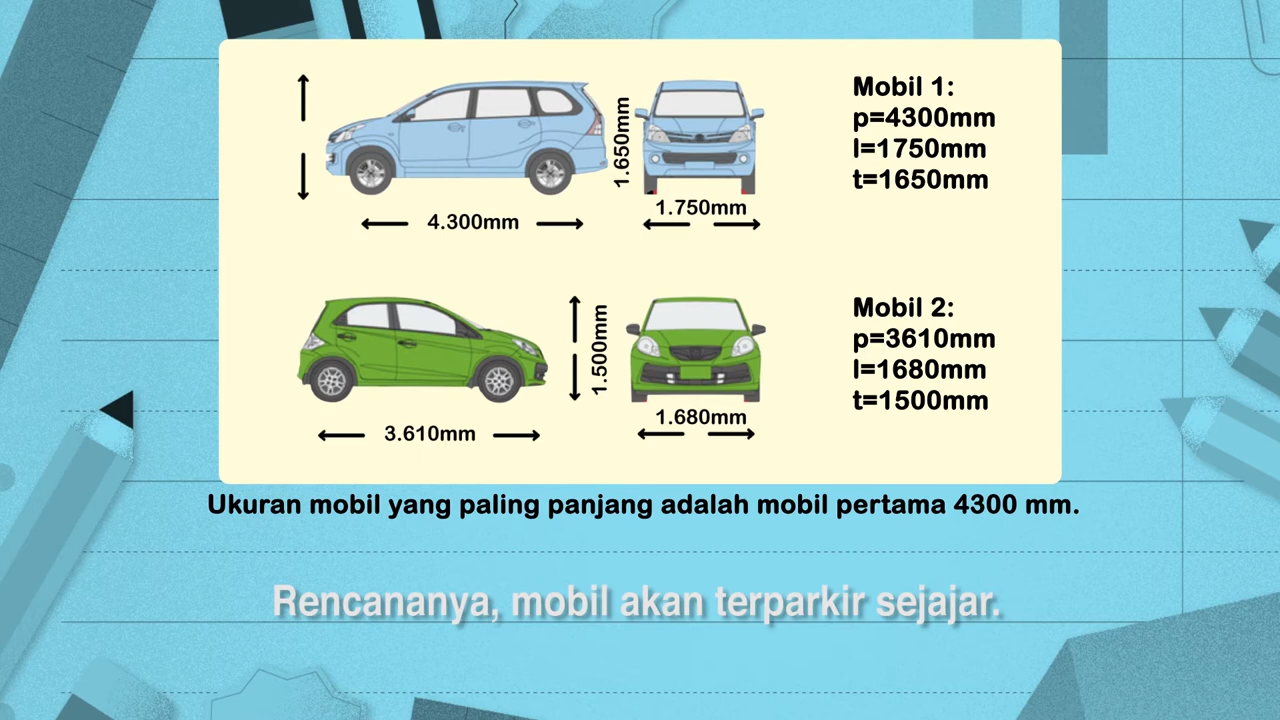 1.650mm
4.300mm
1.750mm
Mobil 1:
p=4300mm
l=1750mm
t=1650mm
1.500mm
3.610mm
1.680mm
Mobil 2:
p=3610mm
l=1680mm
t=1500mm
Ukuran mobil yang paling panjang adalah mobil pertama 4300 mm.
Rencananya, mobil akan terparkir sejajar.